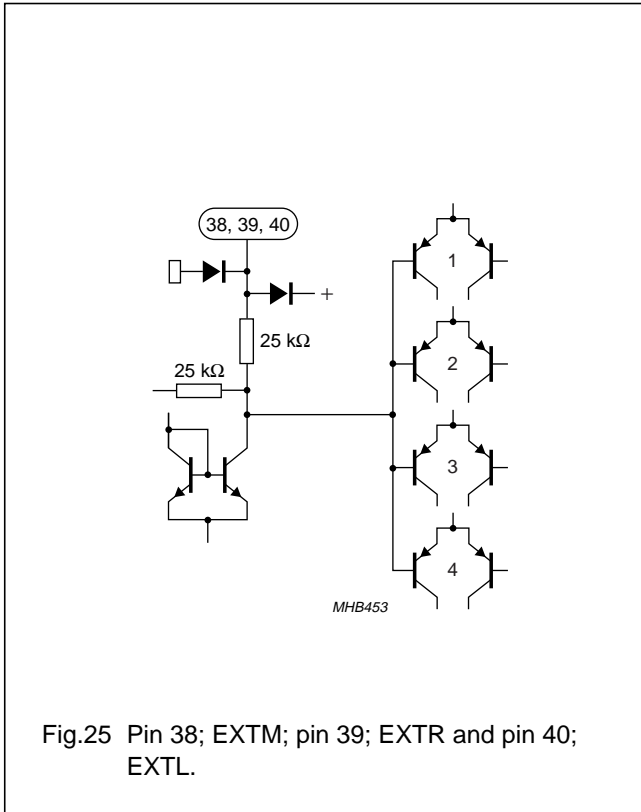 38, 39, 40
+
25 kΩ
25 kΩ
1
2
3
4
MHB453
Fig.25 Pin 38; EXTM; pin 39; EXTR and pin 40;
EXTL.